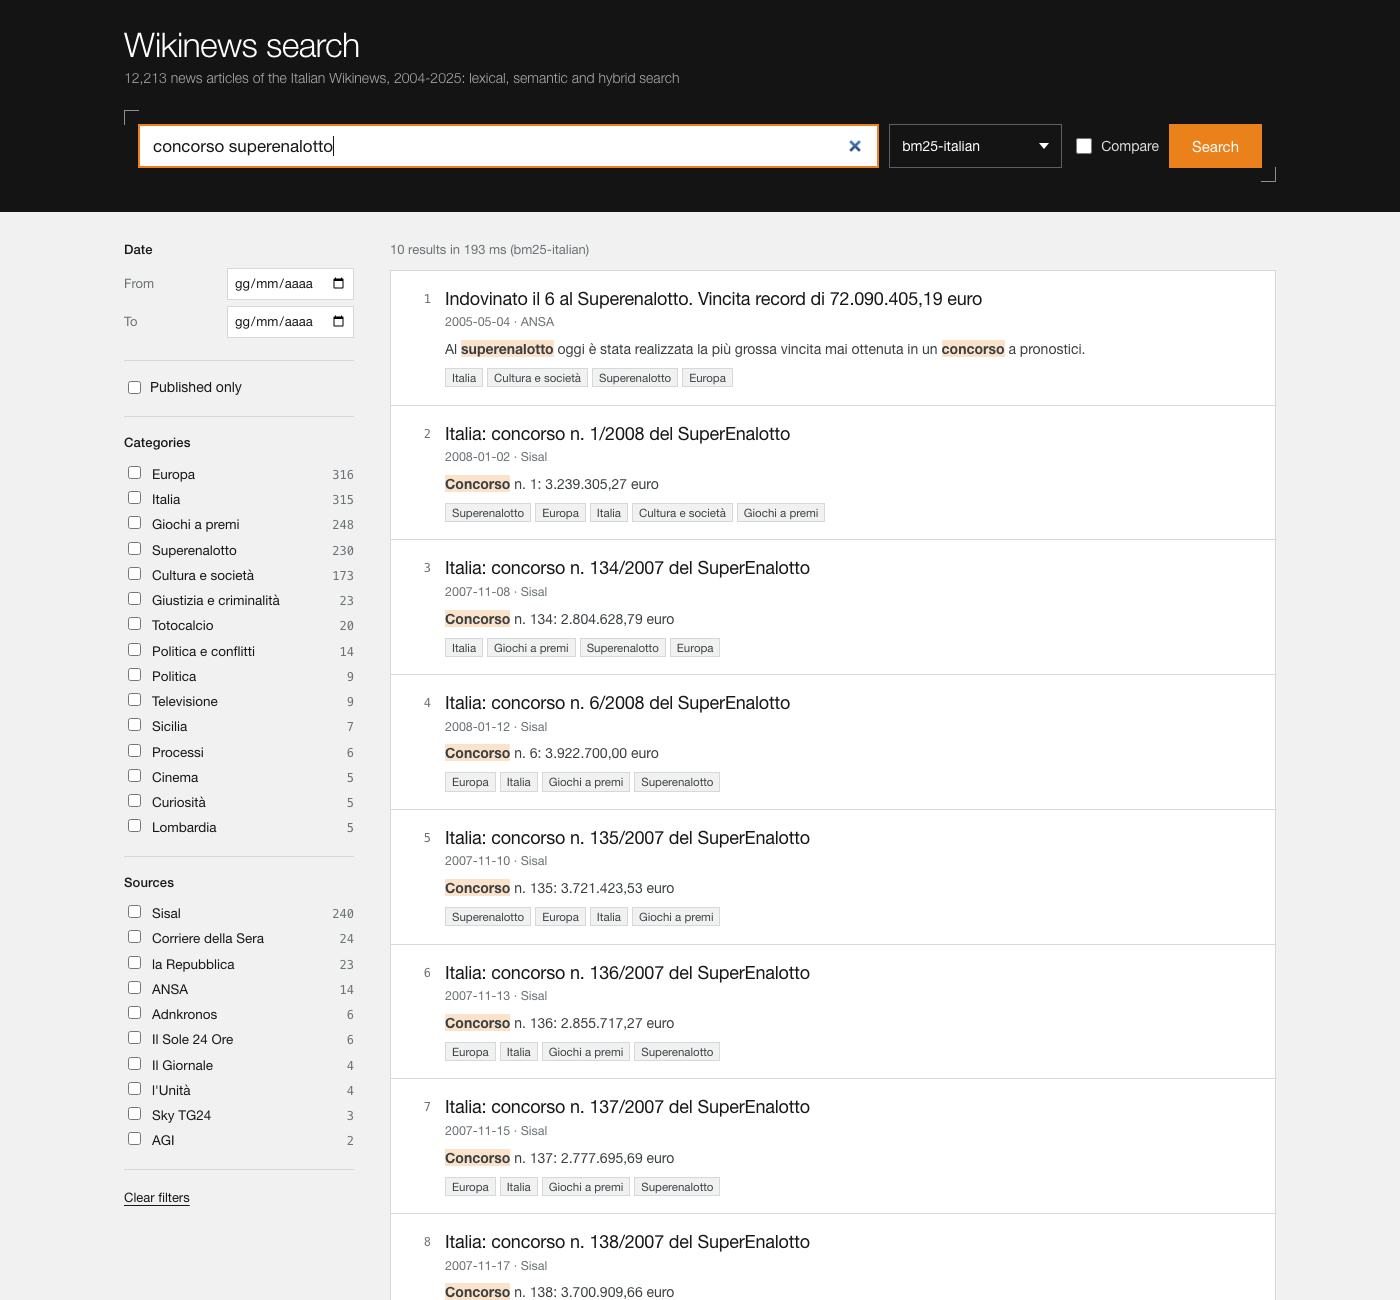 Wikinews search
12,213 news articles of the Italian Wikinews, 2004-2025: lexical, semantic and hybrid search
concorso superenalotto
bm25-italian
Compare
Search
Date
From
gg/mm/aaaa
To
gg/mm/aaaa
Published only
Categories
Europa 316
Italia 315
Giochi a premi 248
Superenalotto 230
Cultura e società 173
Giustizia e criminalità 23
Totocalcio 20
Politica e conflitti 14
Politica 9
Televisione 9
Sicilia 7
Processi 6
Cinema 5
Curiosità 5
Lombardia 5
Sources
Sisal 240
Corriere della Sera 24
la Repubblica 23
ANSA 14
Adnkronos 6
Il Sole 24 Ore 6
Il Giornale 4
l'Unità 4
Sky TG24 3
AGI 2
Clear filters
10 results in 193 ms (bm25-italian)
1 Indovinato il 6 al Superenalotto. Vincita record di 72.090.405,19 euro
2005-05-04 · ANSA
Al superenalotto oggi è stata realizzata la più grossa vincita mai ottenuta in un concorso a pronostici.
Italia Cultura e società Superenalotto Europa
2 Italia: concorso n. 1/2008 del SuperEnalotto
2008-01-02 · Sisal
Concorso n. 1: 3.239.305,27 euro
Superenalotto Europa Italia Cultura e società Giochi a premi
3 Italia: concorso n. 134/2007 del SuperEnalotto
2007-11-08 · Sisal
Concorso n. 134: 2.804.628,79 euro
Italia Giochi a premi Superenalotto Europa
4 Italia: concorso n. 6/2008 del SuperEnalotto
2008-01-12 · Sisal
Concorso n. 6: 3.922.700,00 euro
Europa Italia Giochi a premi Superenalotto
5 Italia: concorso n. 135/2007 del SuperEnalotto
2007-11-10 · Sisal
Concorso n. 135: 3.721.423,53 euro
Superenalotto Europa Italia Giochi a premi
6 Italia: concorso n. 136/2007 del SuperEnalotto
2007-11-13 · Sisal
Concorso n. 136: 2.855.717,27 euro
Europa Italia Giochi a premi Superenalotto
7 Italia: concorso n. 137/2007 del SuperEnalotto
2007-11-15 · Sisal
Concorso n. 137: 2.777.695,69 euro
Europa Italia Giochi a premi Superenalotto
8 Italia: concorso n. 138/2007 del SuperEnalotto
2007-11-17 · Sisal
Concorso n. 138: 3.700.909,66 euro